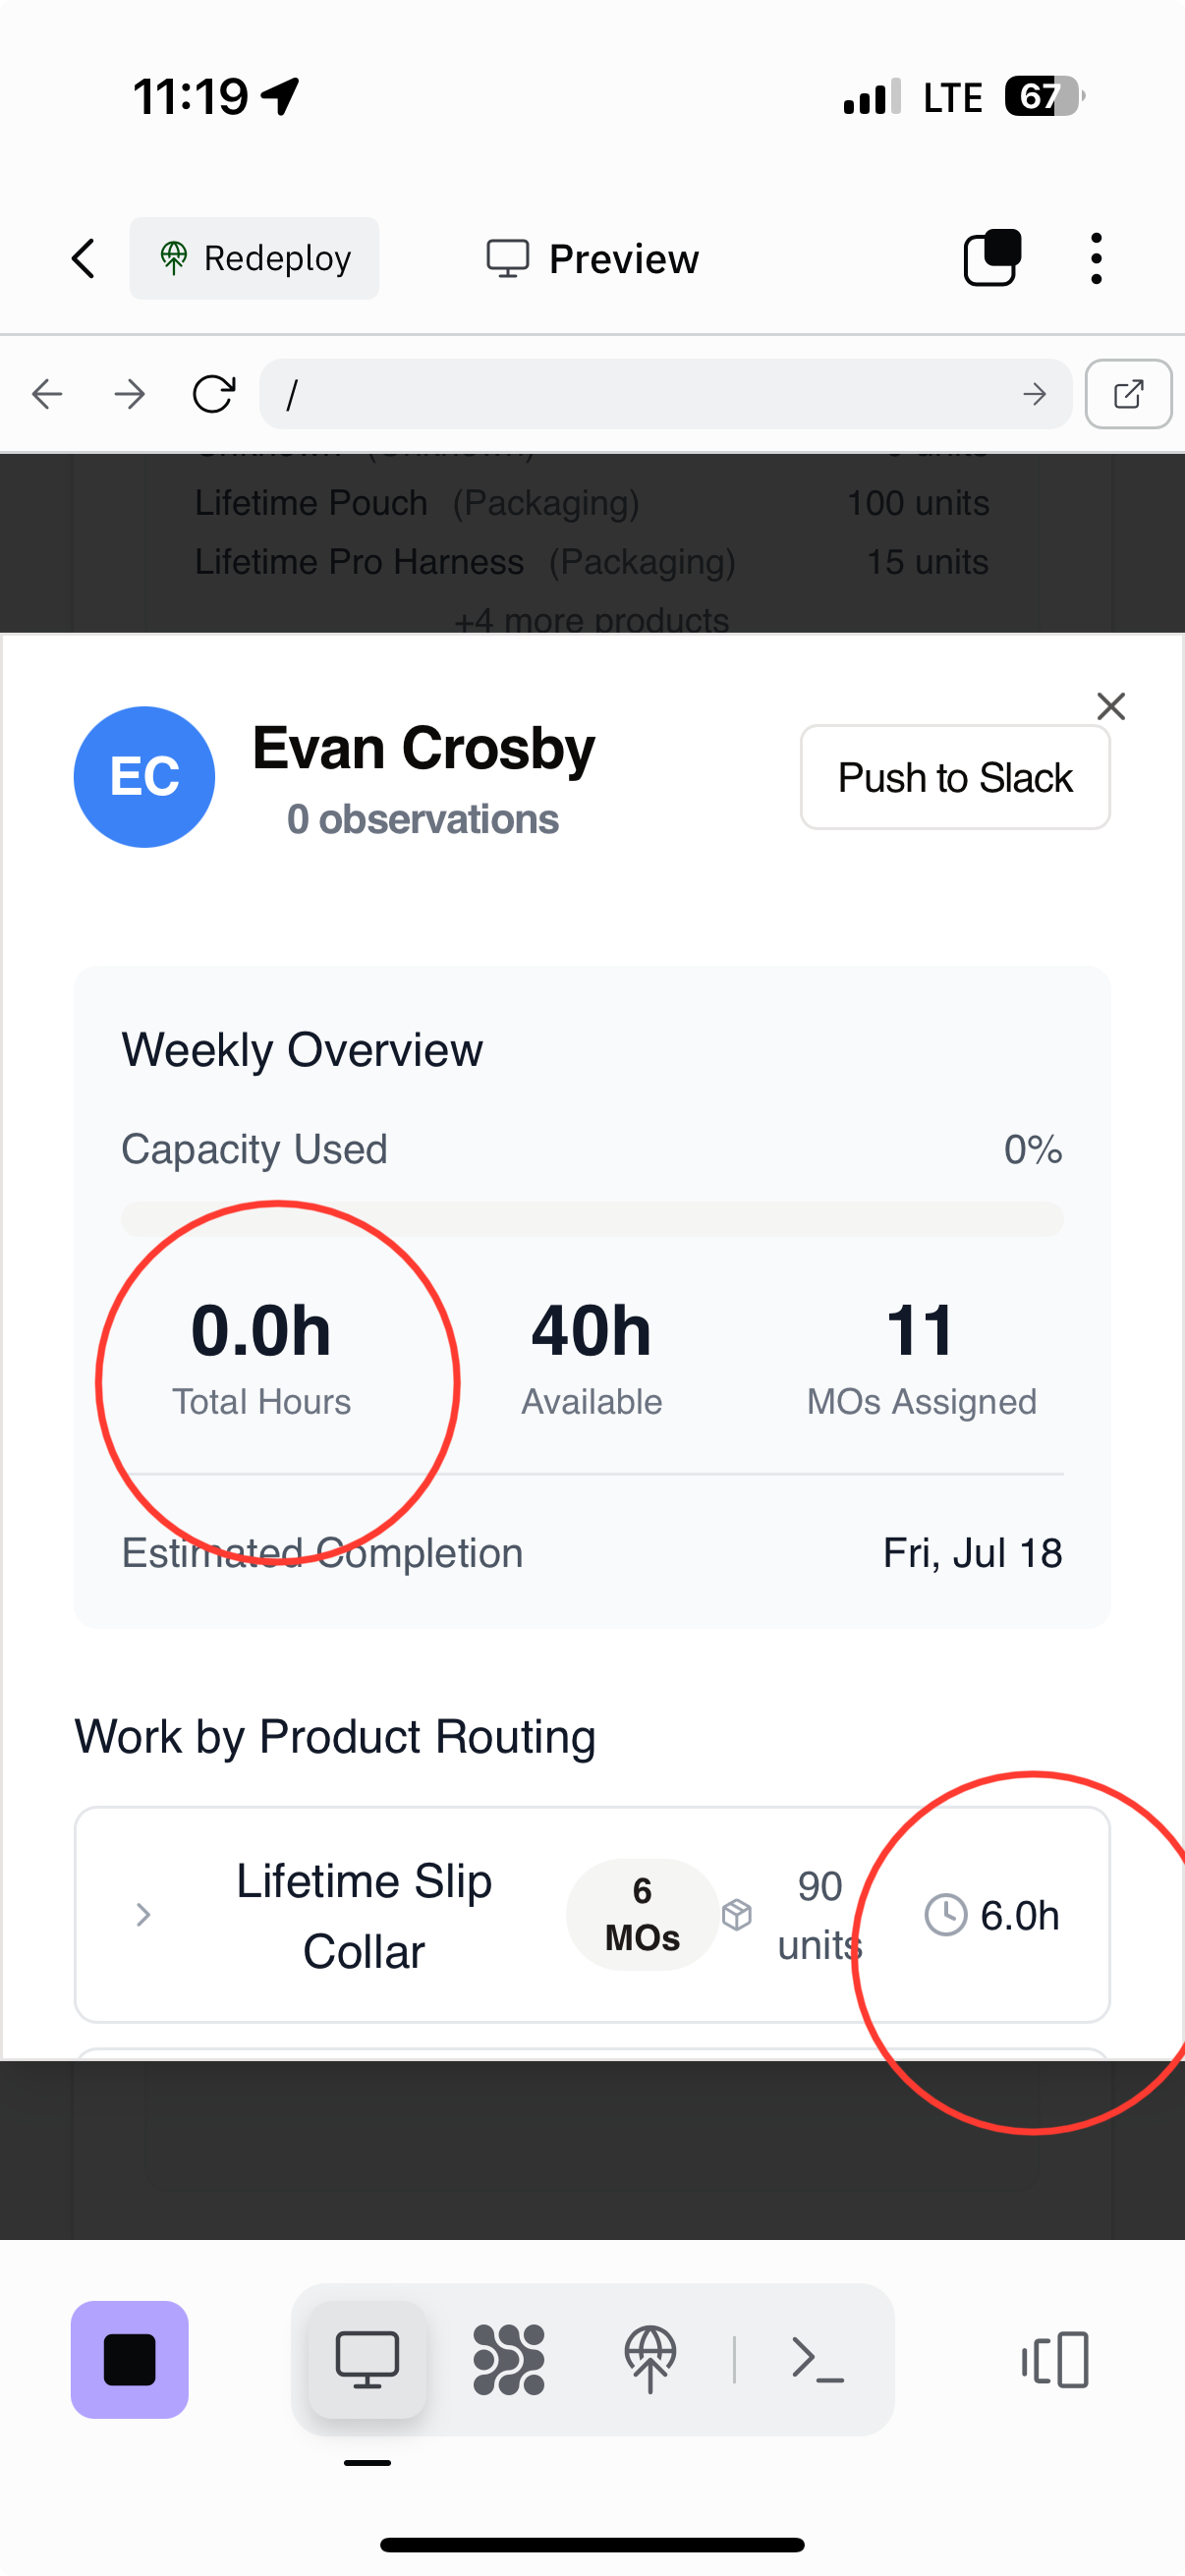 11:19
LTE 67
Redeploy
Preview
/
Lifetime Pouch (Packaging) 100 units
Lifetime Pro Harness (Packaging) 15 units
+4 more products
EC
Evan Crosby
0 observations
Push to Slack
Weekly Overview
Capacity Used 0%
0.0h 40h 11
Total Hours Available MOs Assigned
Estimated Completion Fri, Jul 18
Work by Product Routing
Lifetime Slip
Collar
6
MOs
90
units
6.0h